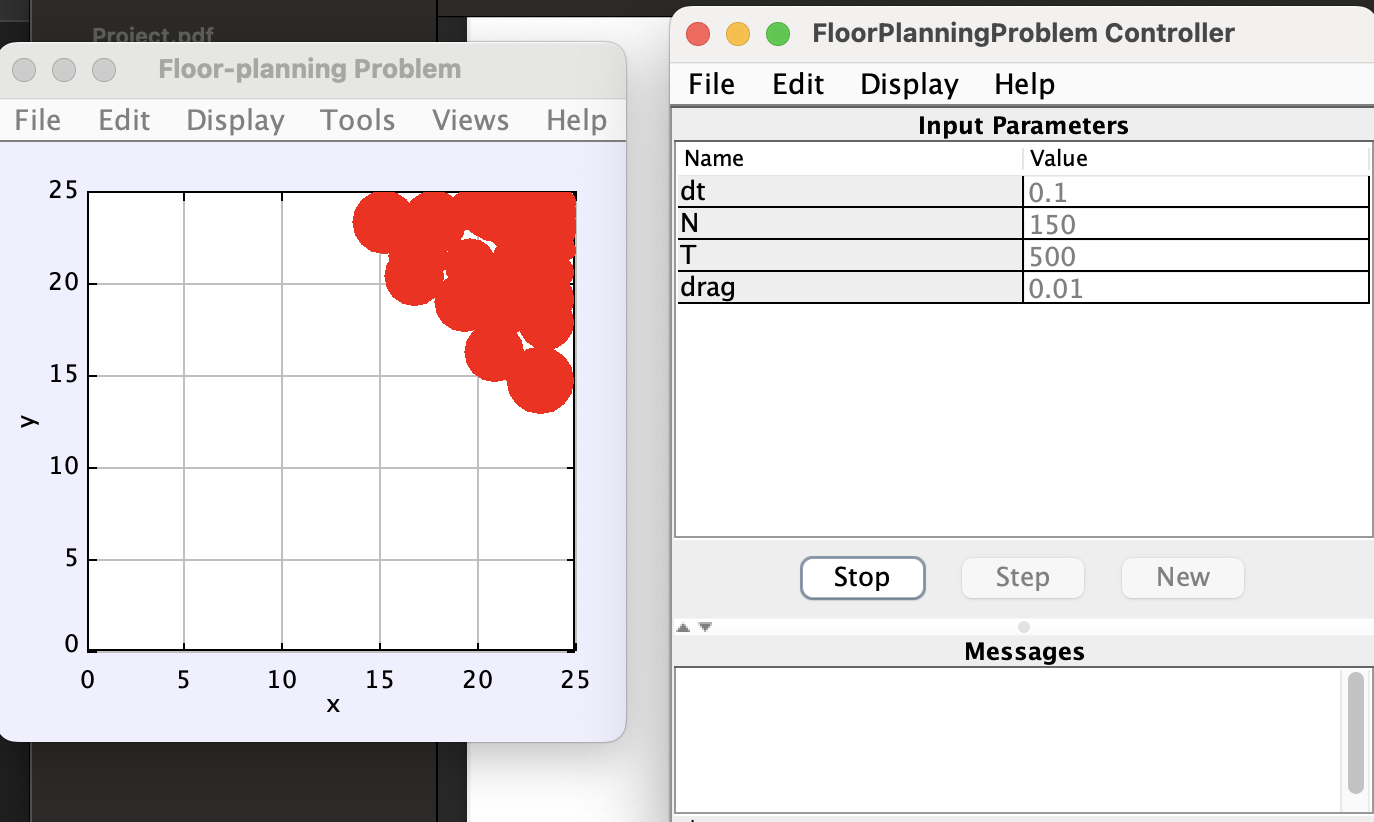 Project.pdf
Floor-planning Problem
File Edit Display Tools Views Help
25
20
15
10
5
0
y
0 5 10 15 20 25
x
FloorPlanningProblem Controller
File Edit Display Help
Input Parameters
Name Value
dt 0.1
N 150
T 500
drag 0.01
Stop Step New
Messages